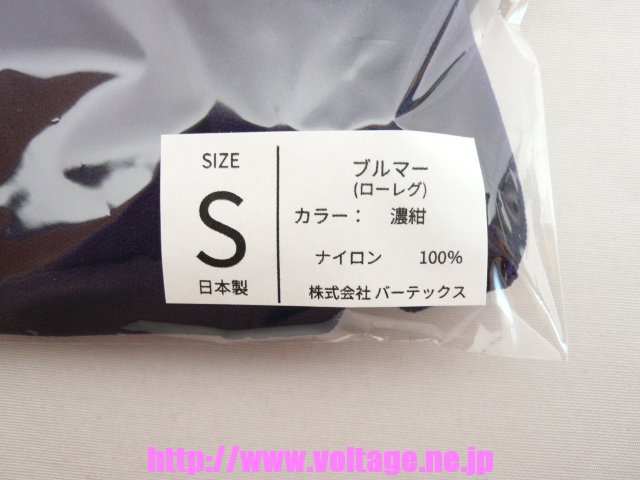 SIZE
S
日本製
ブルマー
(ローレグ)
カラー： 濃紺
ナイロン 100%
株式会社 バーテックス
http://www.voltage.ne.jp